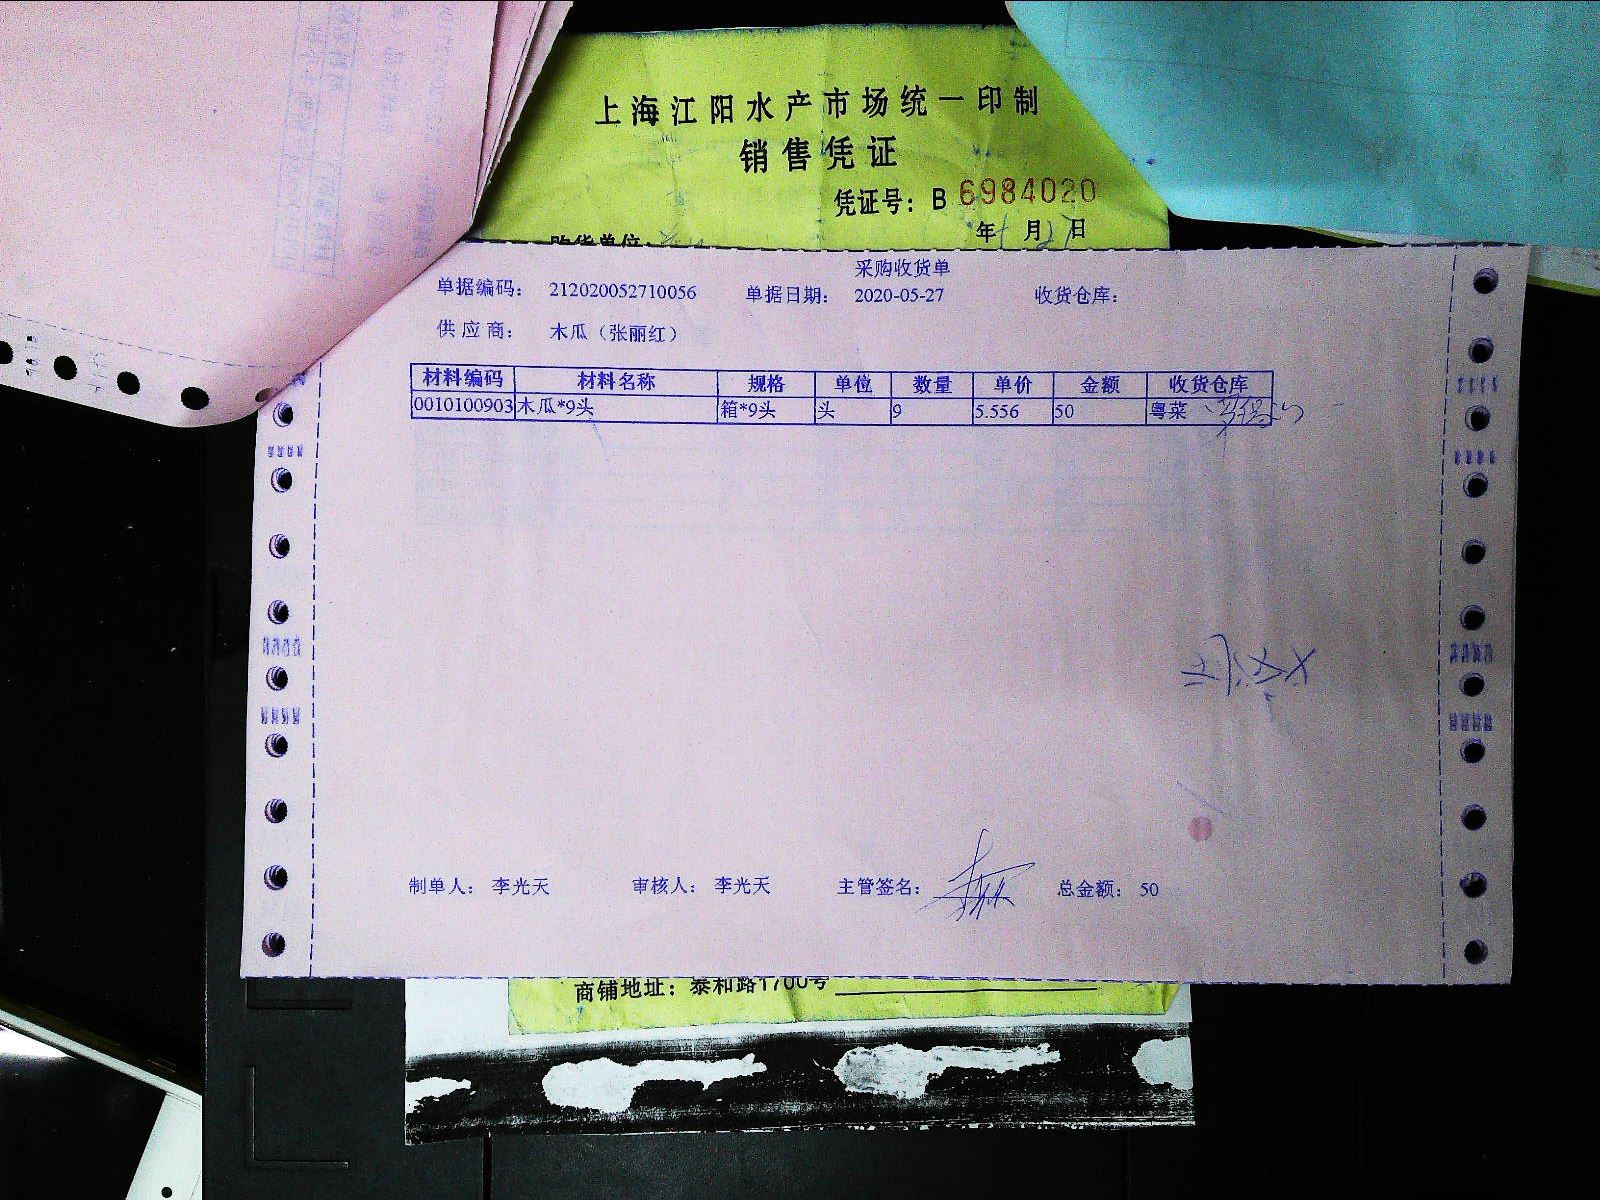 上海江阳水产市场统一印制
销售凭证
凭证号：B 6984020
购货单位：
年 月 21日
采购收货单
单据编码： 212020052710056 单据日期： 2020-05-27 收货仓库：
供应商： 木瓜（张丽红）
材料编码 材料名称 规格 单位 数量 单价 金额 收货仓库
0010100903 木瓜*9头 箱*9头 头 9 5.556 50 粤菜
制单人： 李光天 审核人： 李光天 主管签名： 总金额： 50
商铺地址：泰和路1700号